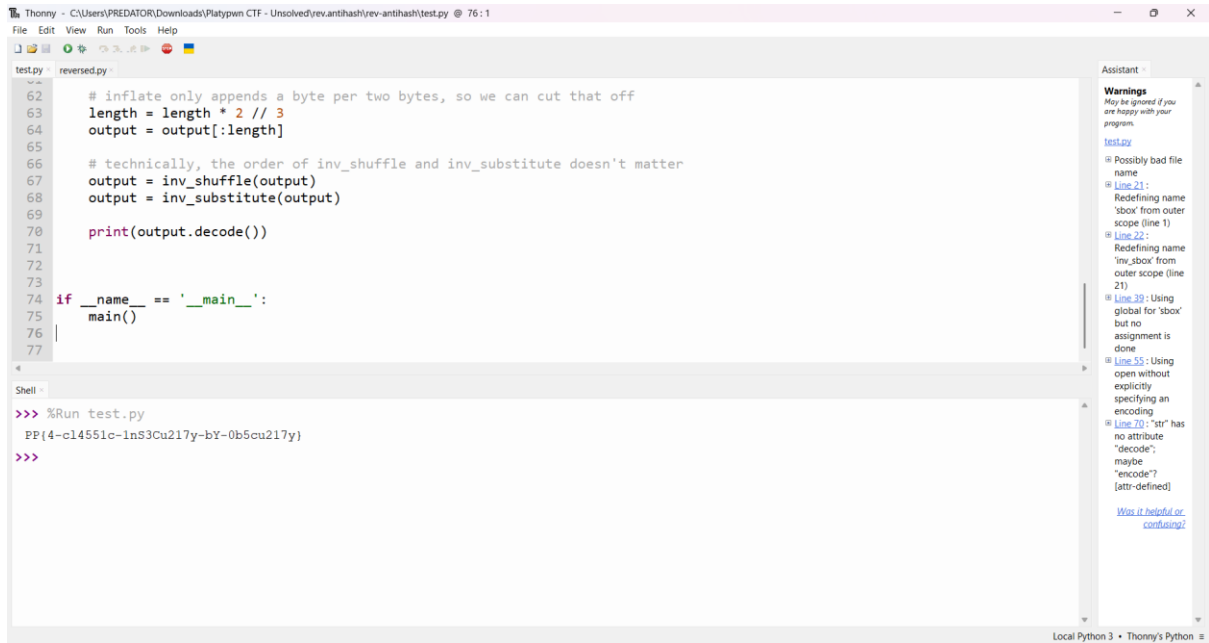 Thonny - C:\Users\PREDATOR\Downloads\Platypwn CTF - Unsolved\rev.antihash\rev-antihash\test.py @ 76:1
File Edit View Run Tools Help
test.py
reversed.py
62 # inflate only appends a byte per two bytes, so we can cut that off
63 length = length * 2 // 3
64 output = output[:length]
65
66 # technically, the order of inv_shuffle and inv_substitute doesn't matter
67 output = inv_shuffle(output)
68 output = inv_substitute(output)
69
70 print(output.decode())
71
72
73
74 if __name__ == '__main__':
75 main()
76
77
Shell
>>> %Run test.py
PP{4-cl4551c-1nS3Cu217y-bY-0b5cu217y}
>>>
Assistant
Warnings
May be ignored if you
are happy with your
program.
test.py
Possibly bad file
name
Line 21 :
Redefining name
'sbox' from outer
scope (line 1)
Line 22 :
Redefining name
'inv_sbox' from
outer scope (line
21)
Line 39 : Using
global for 'sbox'
but no
assignment is
done
Line 55 : Using
open without
explicitly
specifying an
encoding
Line 70 : "str" has
no attribute
"decode";
maybe
"encode"?
[attr-defined]
Was it helpful or
confusing?
Local Python 3 • Thonny's Python ≡